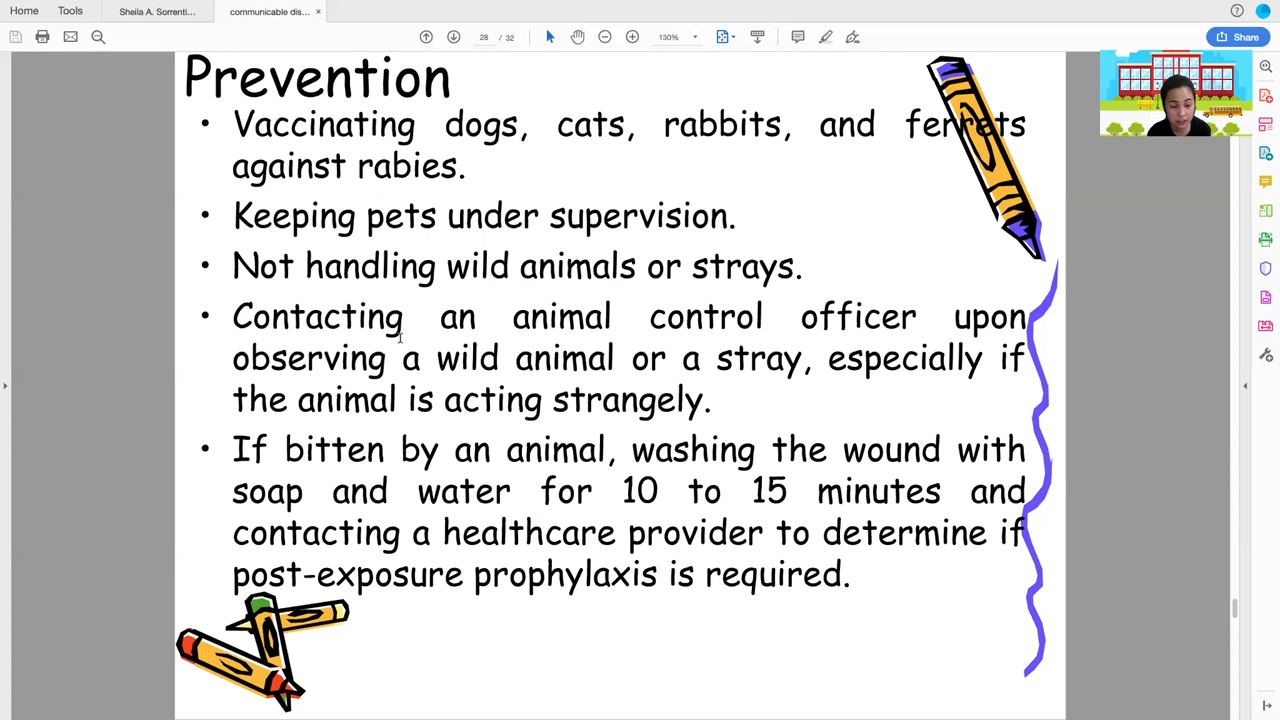 Home
Tools
Sheila A. Sorrenti...
communicable dis...
×
28 / 32
130%
Share
Prevention
• Vaccinating dogs, cats, rabbits, and ferrets
against rabies.
• Keeping pets under supervision.
• Not handling wild animals or strays.
• Contacting an animal control officer upon
observing a wild animal or a stray, especially if
the animal is acting strangely.
• If bitten by an animal, washing the wound with
soap and water for 10 to 15 minutes and
contacting a healthcare provider to determine if
post-exposure prophylaxis is required.